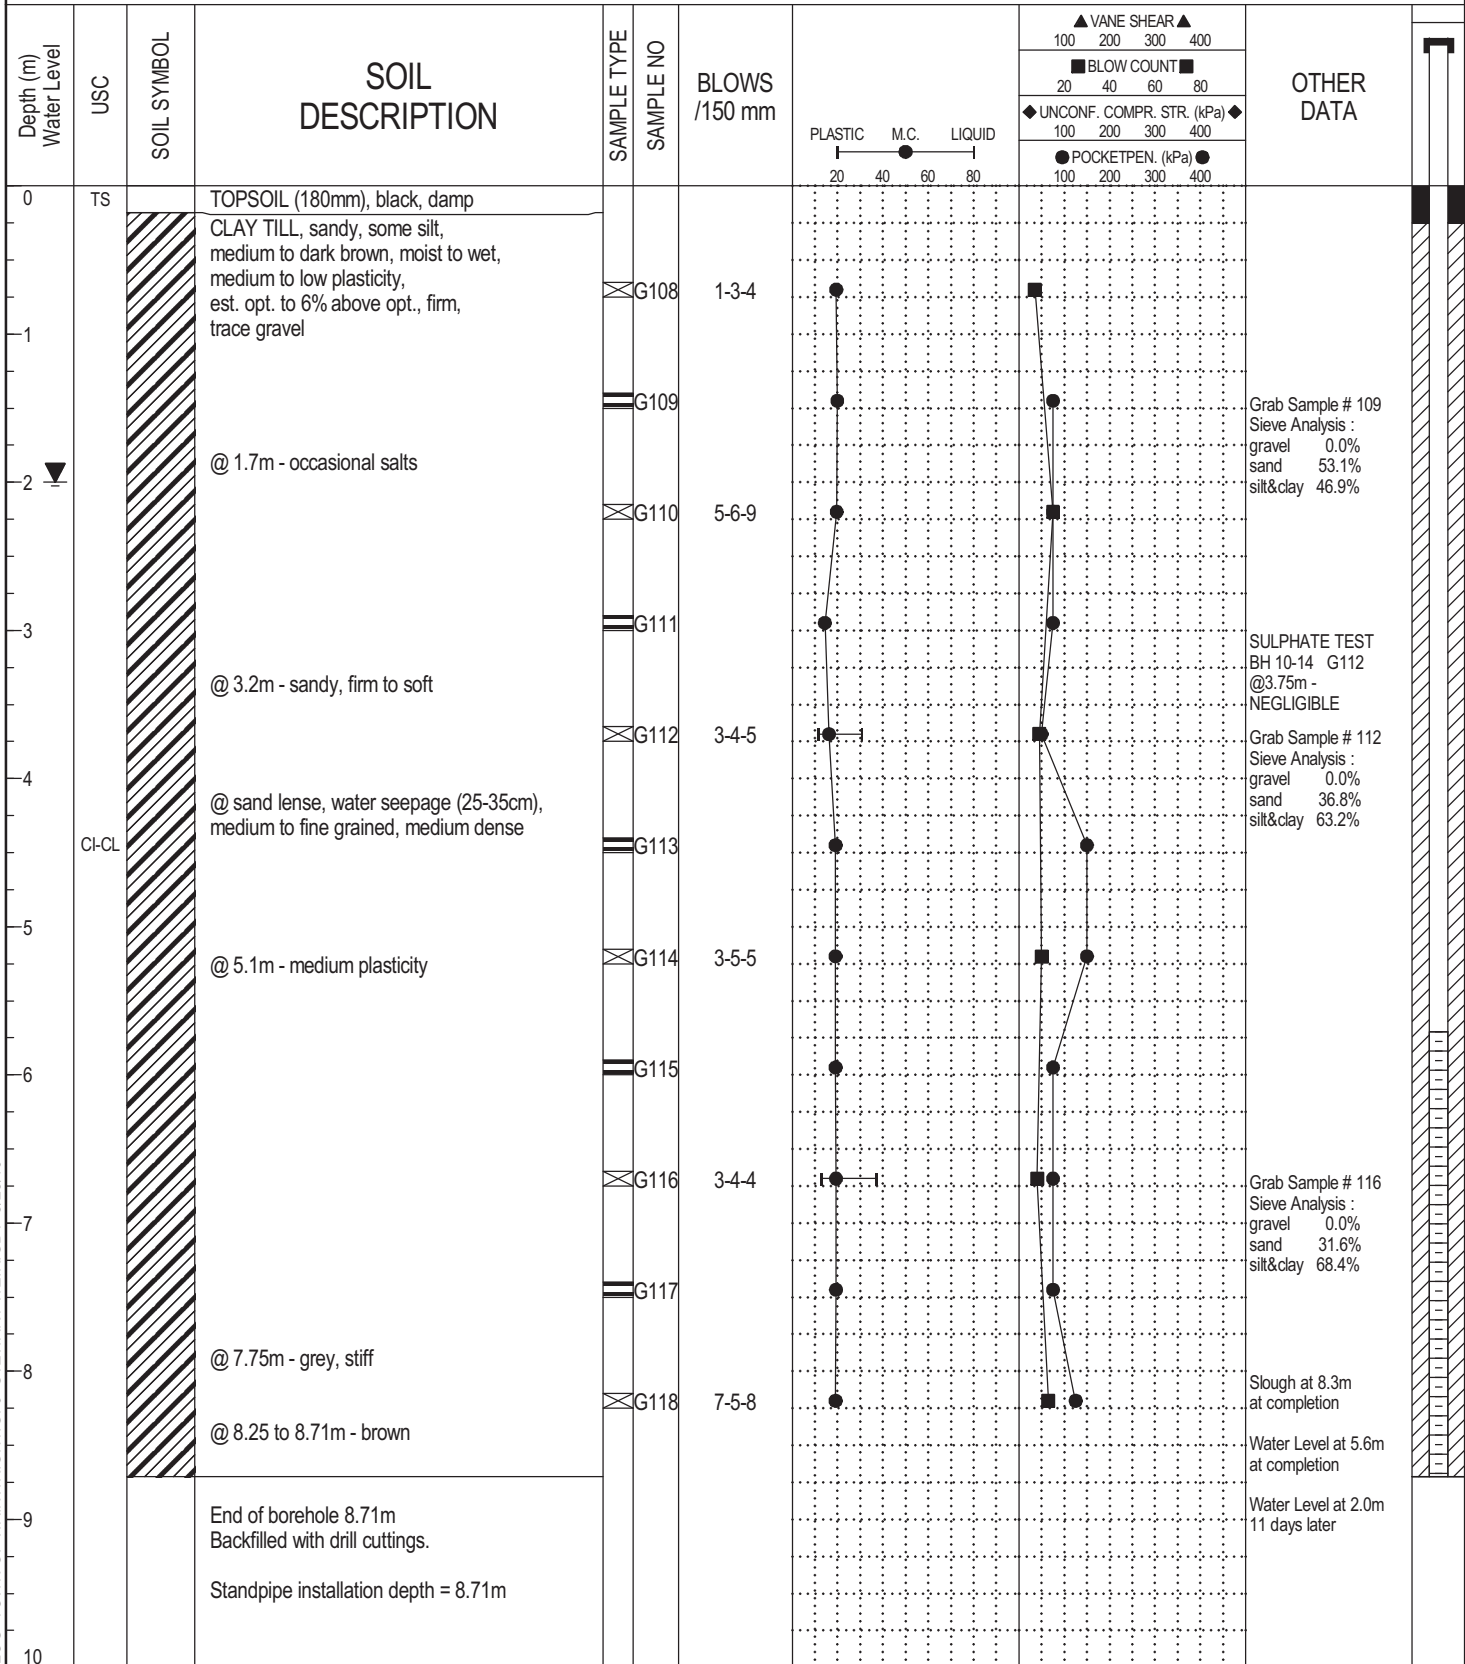 Depth (m)
Water Level
USC
SOIL SYMBOL
SOIL
DESCRIPTION
SAMPLE TYPE
SAMPLE NO
BLOWS
/150 mm
PLASTIC M.C. LIQUID
20 40 60 80
VANE SHEAR
100 200 300 400
BLOW COUNT
20 40 60 80
UNCONF. COMPR. STR. (kPa)
100 200 300 400
POCKETPEN. (kPa)
100 200 300 400
OTHER
DATA
0 TS TOPSOIL (180mm), black, damp
CLAY TILL, sandy, some silt,
medium to dark brown, moist to wet,
medium to low plasticity,
est. opt. to 6% above opt., firm,
trace gravel
G108 1-3-4
1
G109
Grab Sample # 109
Sieve Analysis :
gravel 0.0%
sand 53.1%
silt&clay 46.9%
@ 1.7m - occasional salts
2
G110 5-6-9
G111
3
SULPHATE TEST
BH 10-14 G112
@3.75m -
NEGLIGIBLE
@ 3.2m - sandy, firm to soft
G112 3-4-5
Grab Sample # 112
Sieve Analysis :
gravel 0.0%
sand 36.8%
silt&clay 63.2%
4
@ sand lense, water seepage (25-35cm),
medium to fine grained, medium dense
CI-CL
G113
5
@ 5.1m - medium plasticity
G114 3-5-5
G115
6
G116 3-4-4
Grab Sample # 116
Sieve Analysis :
gravel 0.0%
sand 31.6%
silt&clay 68.4%
7
G117
@ 7.75m - grey, stiff
8
G118 7-5-8
Slough at 8.3m
at completion
@ 8.25 to 8.71m - brown
Water Level at 5.6m
at completion
End of borehole 8.71m
Backfilled with drill cuttings.
9
Water Level at 2.0m
11 days later
Standpipe installation depth = 8.71m
10